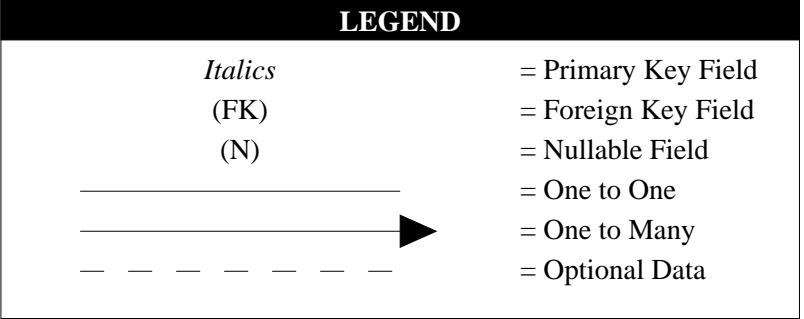 LEGEND
Italics = Primary Key Field
(FK) = Foreign Key Field
(N) = Nullable Field
= One to One
= One to Many
= Optional Data